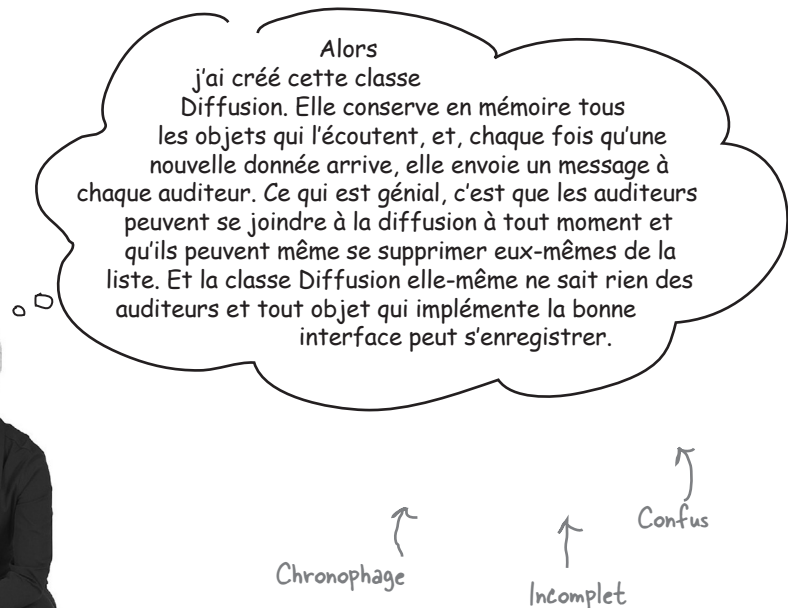 Alors
j'ai créé cette classe
Diffusion. Elle conserve en mémoire tous
les objets qui l'écoutent, et, chaque fois qu'une
nouvelle donnée arrive, elle envoie un message à
chaque auditeur. Ce qui est génial, c'est que les auditeurs
peuvent se joindre à la diffusion à tout moment et
qu'ils peuvent même se supprimer eux-mêmes de la
liste. Et la classe Diffusion elle-même ne sait rien des
auditeurs et tout objet qui implémente la bonne
interface peut s'enregistrer.
Confus
Chronophage
Incomplet